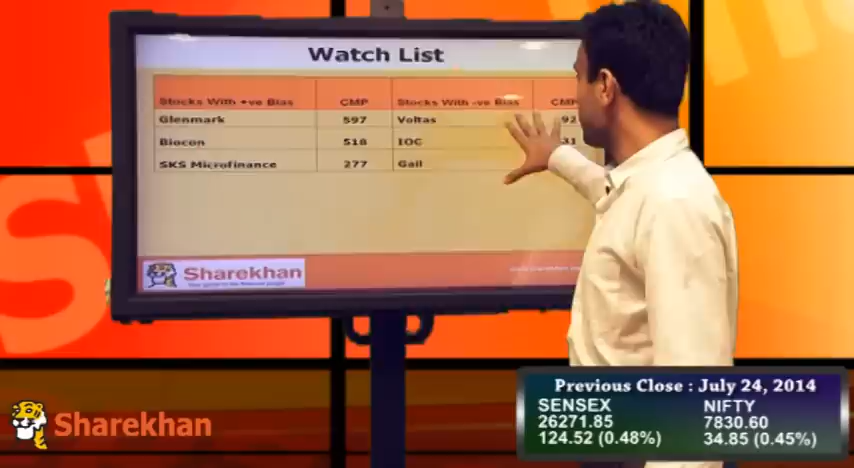 Watch List
Stocks With +ve Bias CMP Stocks With -ve Bias CMP
Glenmark 597 Voltas
Biocon 518 IOC
SKS Microfinance 277 Gail
Sharekhan
Sharekhan
Previous Close : July 24, 2014
SENSEX NIFTY
26271.85 7830.60
124.52 (0.48%) 34.85 (0.45%)